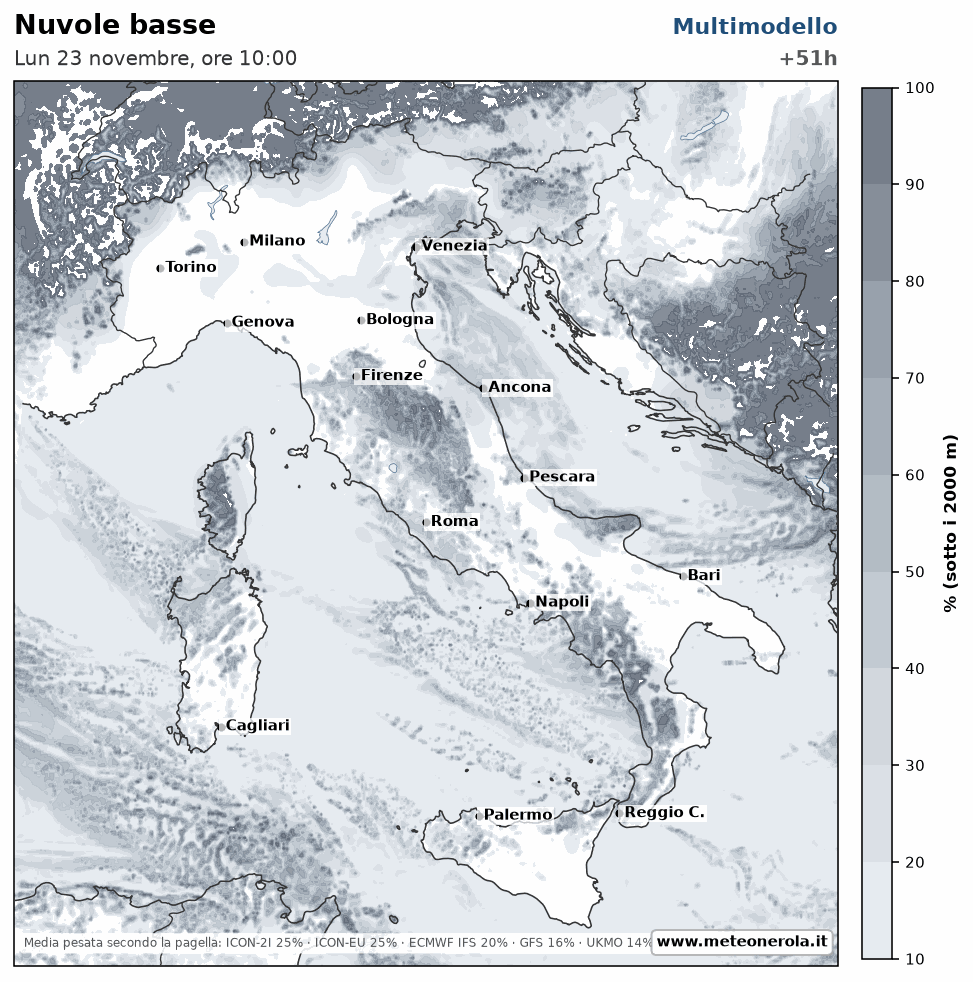 Nuvole basse
Multimodello
Lun 23 novembre, ore 10:00
+51h
100
90
80
70
60
50
40
30
20
10
% (sotto i 2000 m)
Milano
Venezia
Torino
Genova
Bologna
Firenze
Ancona
Pescara
Roma
Bari
Napoli
Cagliari
Palermo
Reggio C.
Media pesata secondo la pagella: ICON-2I 25% · ICON-EU 25% · ECMWF IFS 20% · GFS 16% · UKMO 14%
www.meteonerola.it